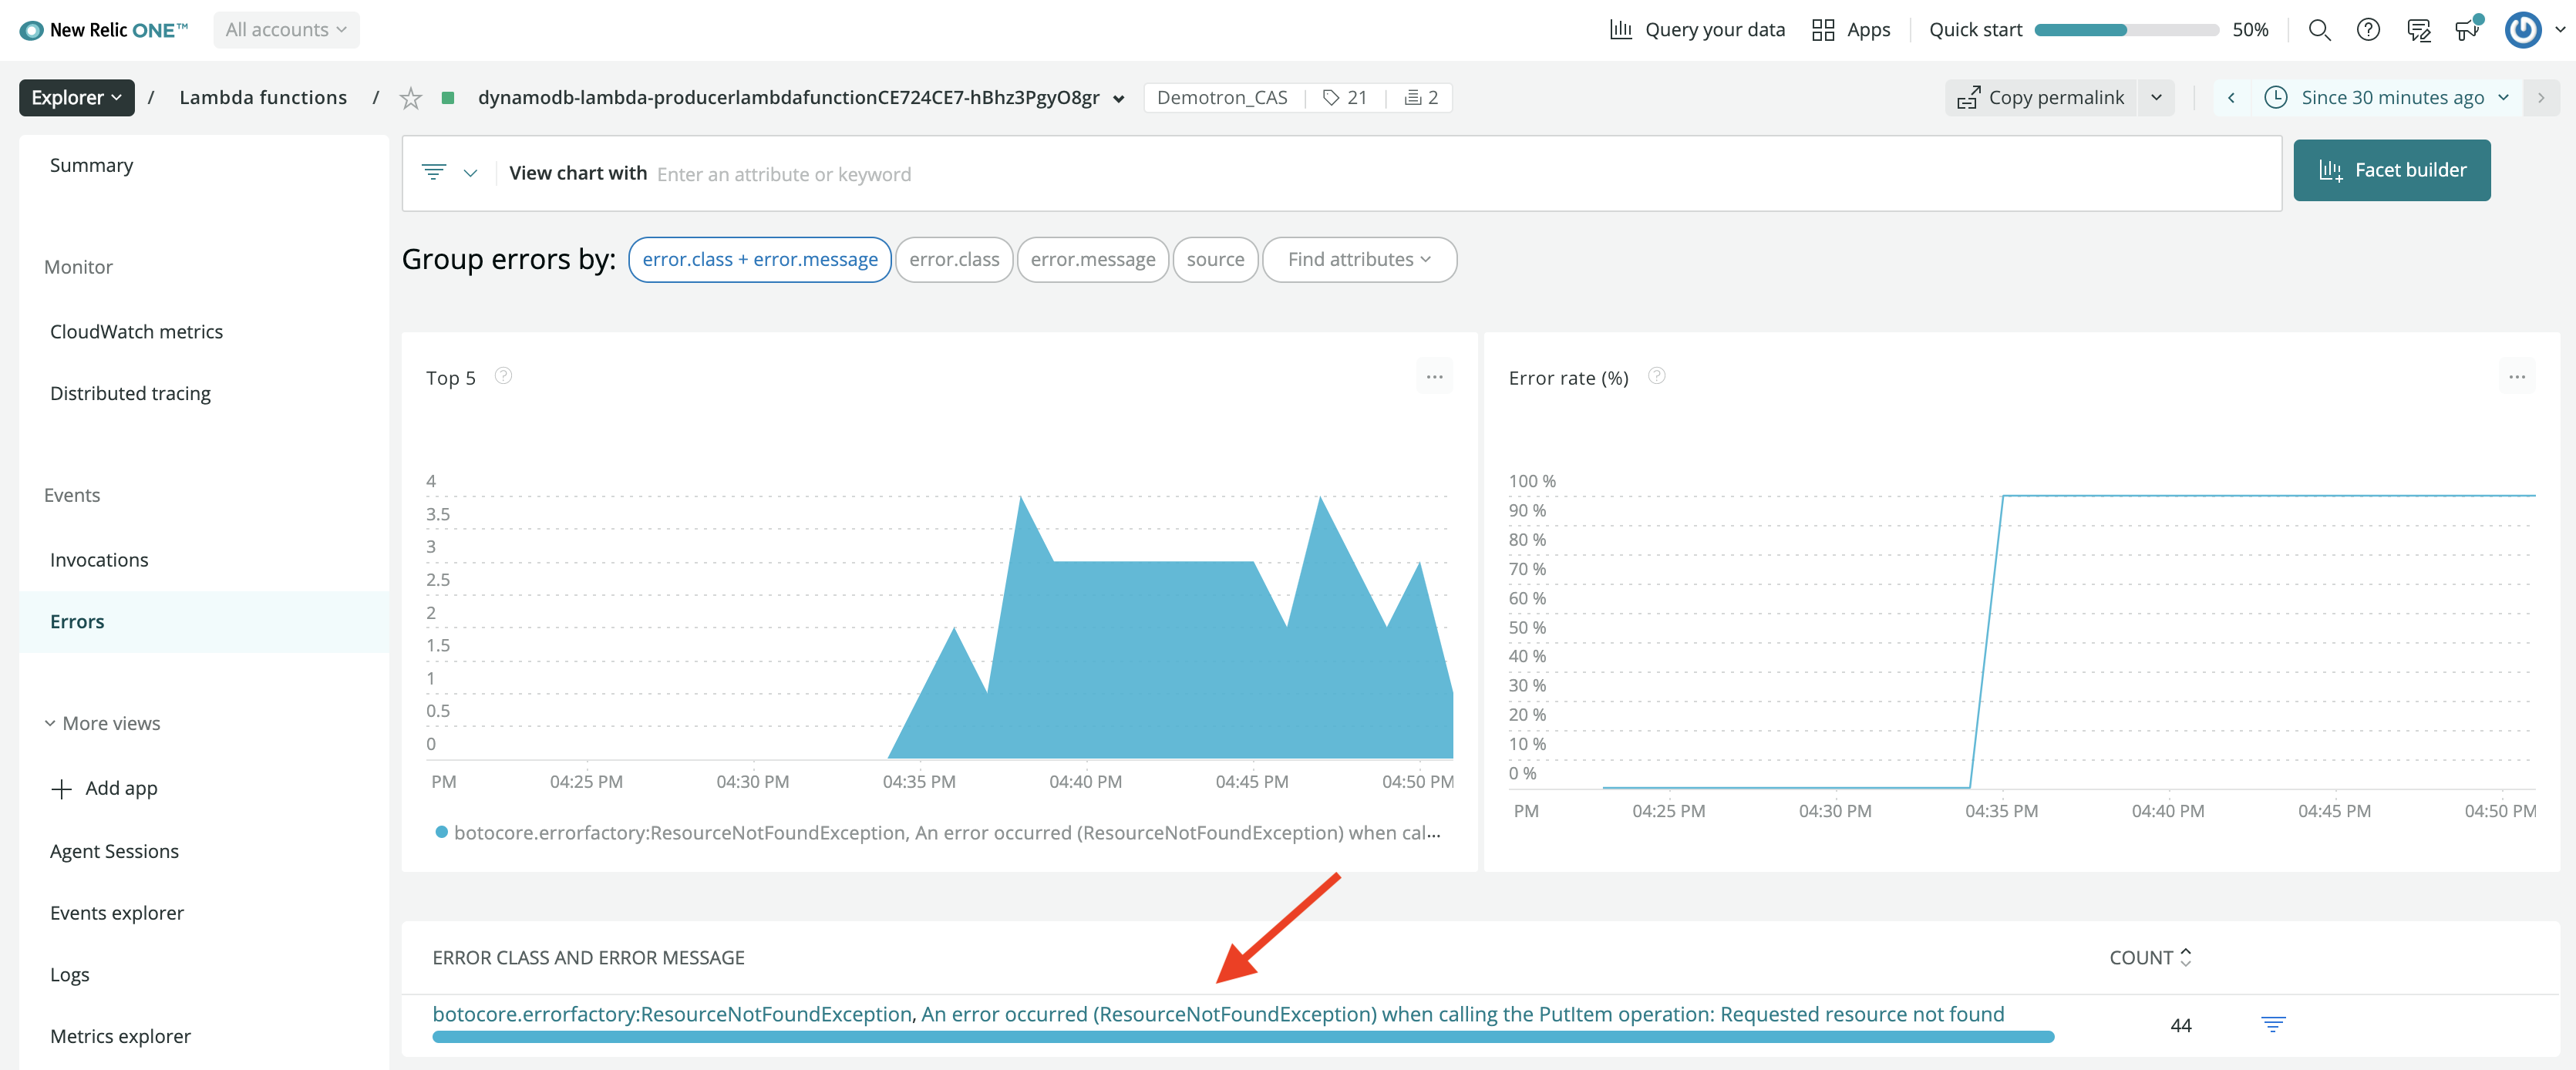 New Relic ONE™ All accounts Query your data Apps Quick start 50%
Explorer / Lambda functions / dynamodb-lambda-producerlambdafunctionCE724CE7-hBhz3PgyO8gr Demotron_CAS 21 2 Copy permalink Since 30 minutes ago
Summary
Monitor
CloudWatch metrics
Distributed tracing
Events
Invocations
Errors
More views
Add app
Agent Sessions
Events explorer
Logs
Metrics explorer
View chart with Enter an attribute or keyword
Facet builder
Group errors by: error.class + error.message error.class error.message source Find attributes
Top 5
4
3.5
3
2.5
2
1.5
1
0.5
0
PM 04:25 PM 04:30 PM 04:35 PM 04:40 PM 04:45 PM 04:50 PM
botocore.errorfactory:ResourceNotFoundException, An error occurred (ResourceNotFoundException) when cal...
Error rate (%)
100 %
90 %
80 %
70 %
60 %
50 %
40 %
30 %
20 %
10 %
0 %
PM 04:25 PM 04:30 PM 04:35 PM 04:40 PM 04:45 PM 04:50 PM
ERROR CLASS AND ERROR MESSAGE COUNT
botocore.errorfactory:ResourceNotFoundException, An error occurred (ResourceNotFoundException) when calling the PutItem operation: Requested resource not found 44